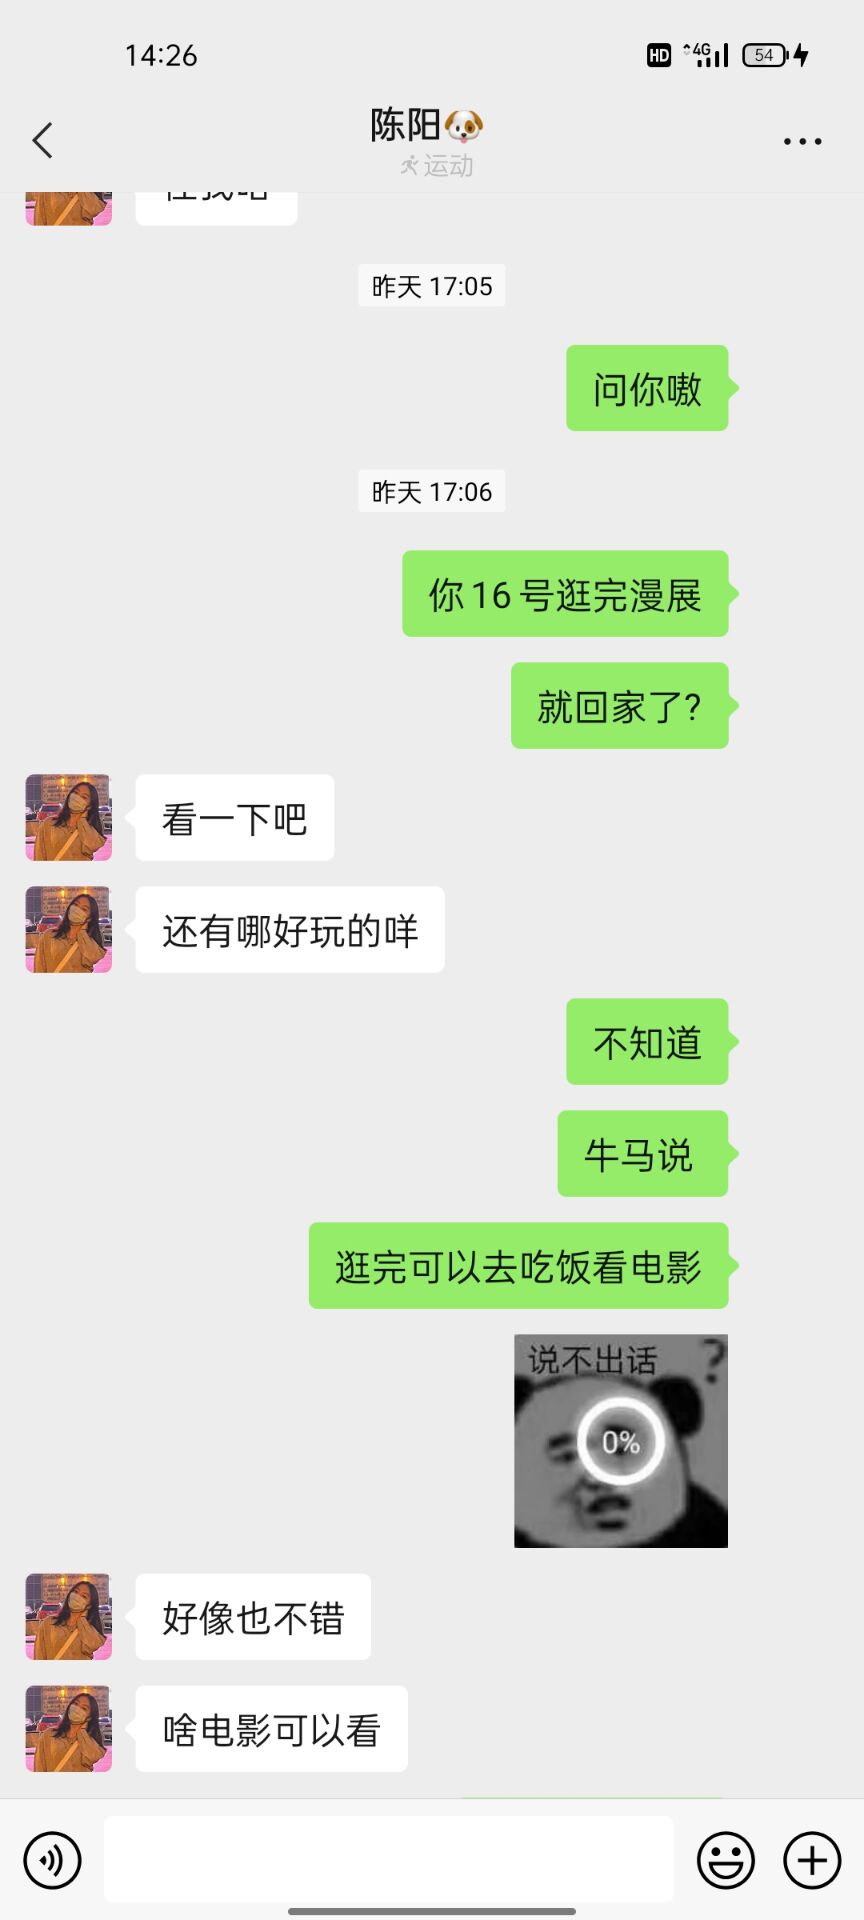 14:26
HD 4G 54
陈阳🐶
运动
昨天 17:05
问你嗷
昨天 17:06
你16号逛完漫展
就回家了?
看一下吧
还有哪好玩的咩
不知道
牛马说
逛完可以去吃饭看电影
说不出话 ?
0%
好像也不错
啥电影可以看